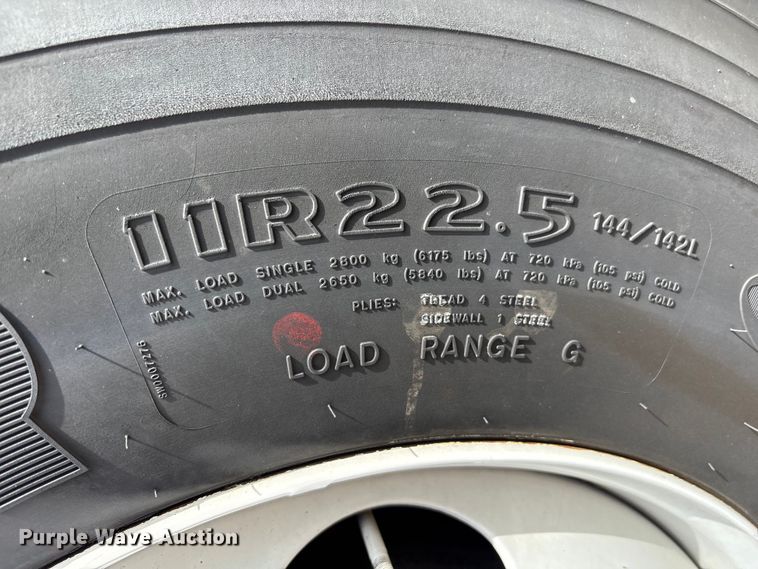 11R22.5 144/142L
MAX. LOAD SINGLE 2800 kg (6175 lbs) AT 720 kPa (105 psi) COLD
MAX. LOAD DUAL 2650 kg (5840 lbs) AT 720 kPa (105 psi) COLD
PLIES: TREAD 4 STEEL
SIDEWALL 1 STEEL
LOAD RANGE G
SW0007276
Purple Wave Auction